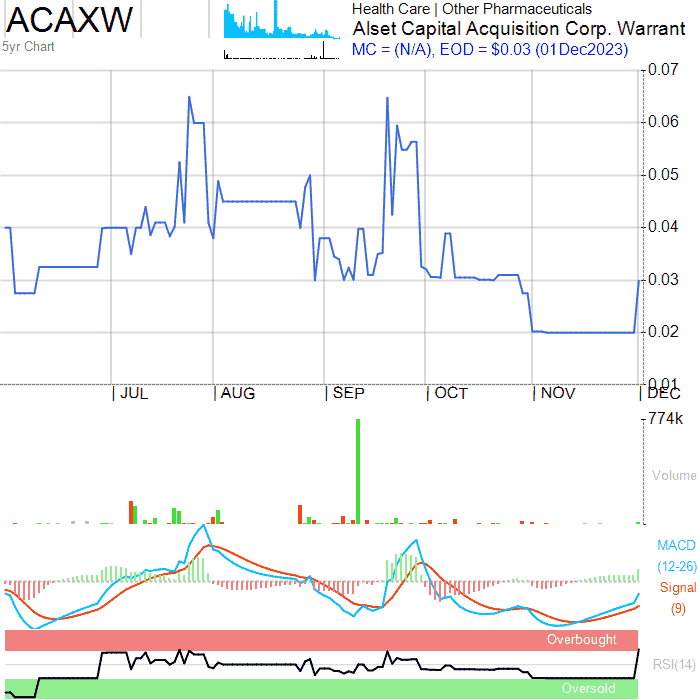 ACAXW
5yr Chart
Health Care | Other Pharmaceuticals
Alset Capital Acquisition Corp. Warrant
MC = (N/A), EOD = $0.03 (01Dec2023)
0.07
0.06
0.05
0.04
0.03
0.02
0.01
| JUL | AUG | SEP | OCT | NOV | DEC
774k
Volume
MACD
(12-26)
Signal
(9)
Overbought
RSI(14)
Oversold